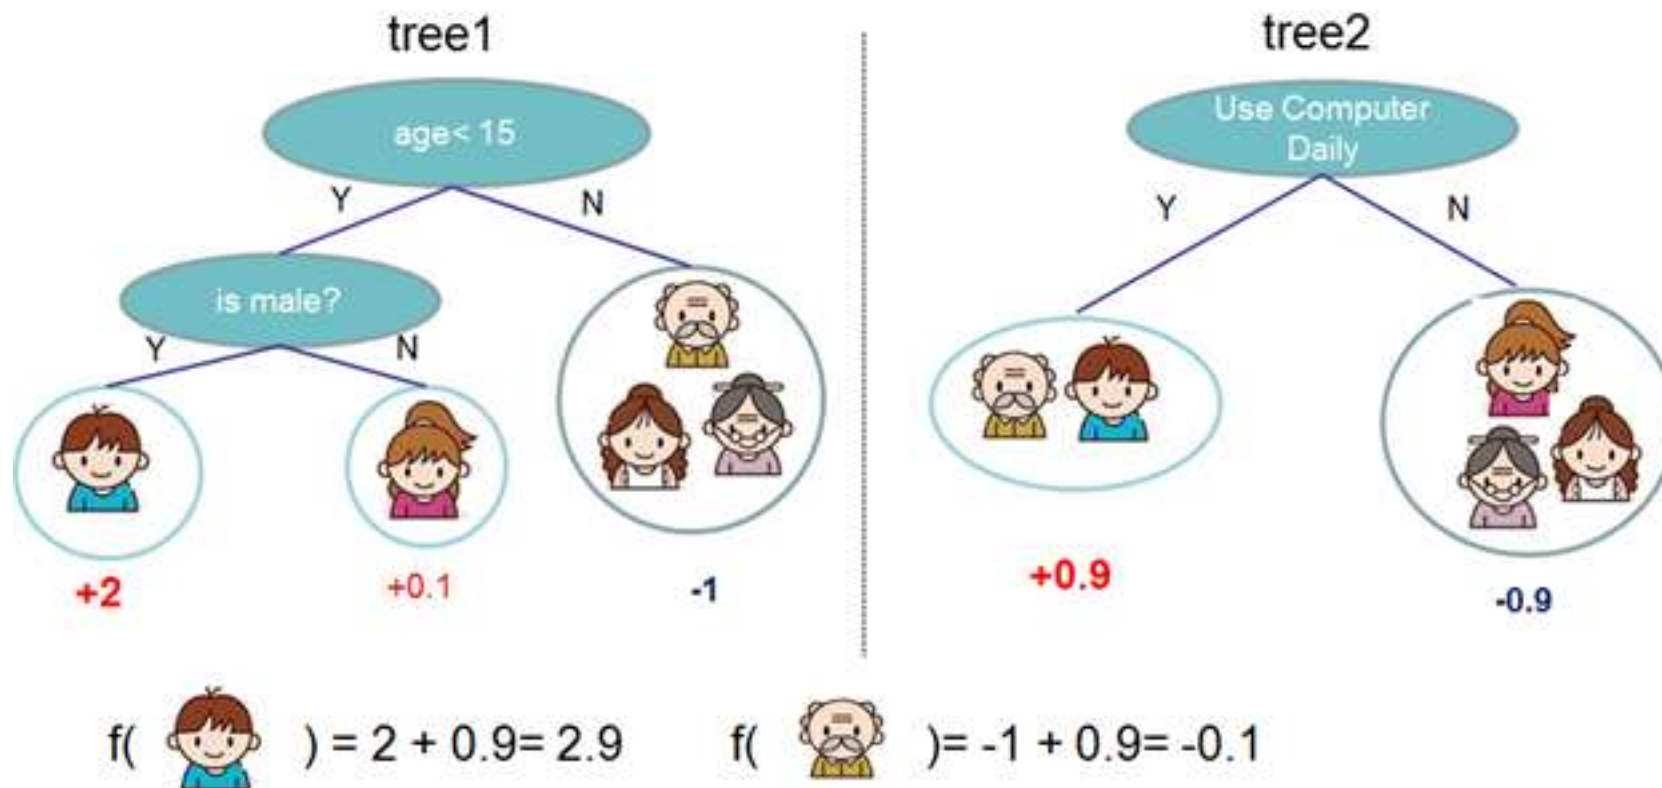 tree1
age< 15
Y
N
is male?
Y
N
+2
+0.1
-1
tree2
Use Computer
Daily
Y
N
+0.9
-0.9
f( ) = 2 + 0.9= 2.9
f( )= -1 + 0.9= -0.1